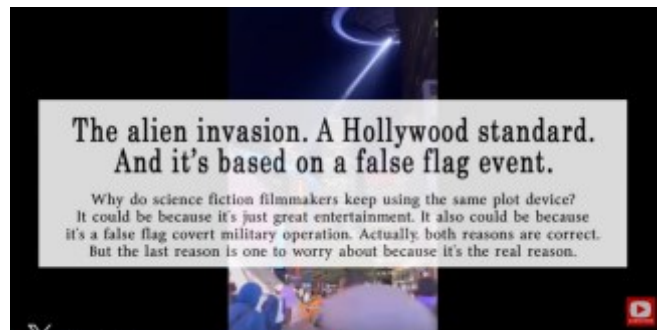 The alien invasion. A Hollywood standard.
And it's based on a false flag event.
Why do science fiction filmmakers keep using the same plot device?
It could be because it's just great entertainment. It also could be because
it's a false flag covert military operation. Actually, both reasons are correct.
But the last reason is one to worry about because it's the real reason.